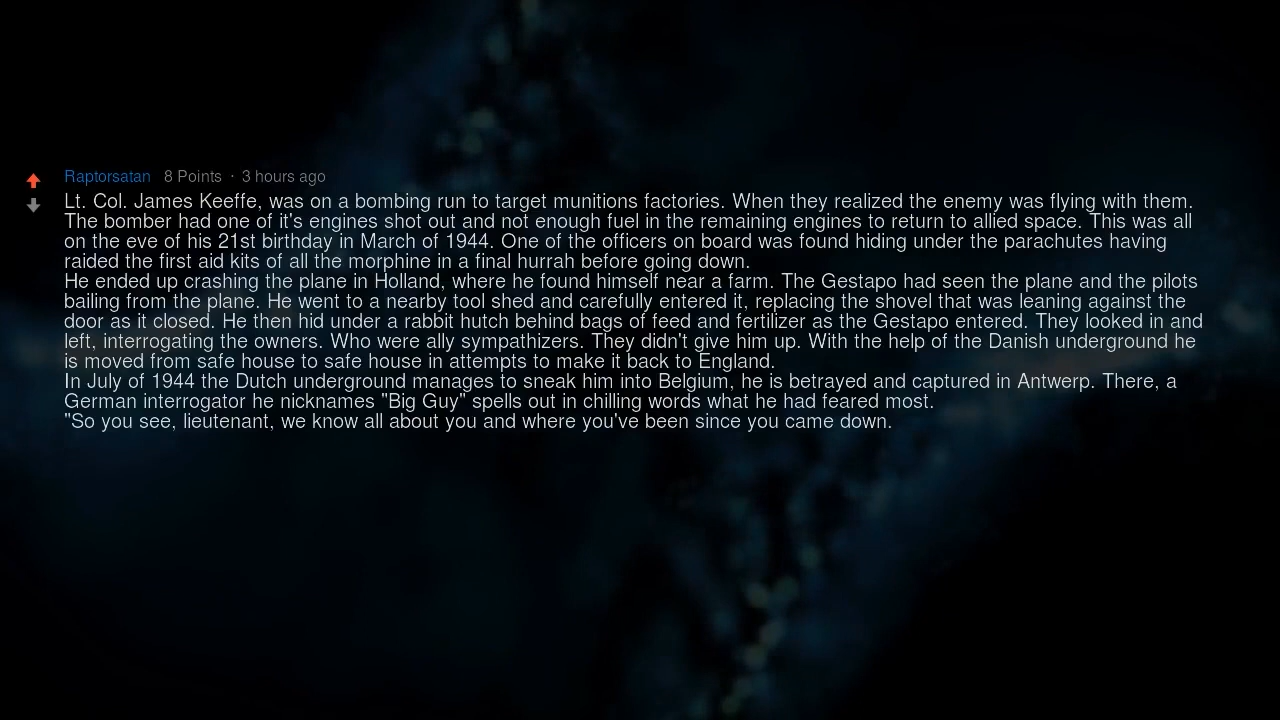 Raptorsatan 8 Points · 3 hours ago
Lt. Col. James Keeffe, was on a bombing run to target munitions factories. When they realized the enemy was flying with them.
The bomber had one of it's engines shot out and not enough fuel in the remaining engines to return to allied space. This was all
on the eve of his 21st birthday in March of 1944. One of the officers on board was found hiding under the parachutes having
raided the first aid kits of all the morphine in a final hurrah before going down.
He ended up crashing the plane in Holland, where he found himself near a farm. The Gestapo had seen the plane and the pilots
bailing from the plane. He went to a nearby tool shed and carefully entered it, replacing the shovel that was leaning against the
door as it closed. He then hid under a rabbit hutch behind bags of feed and fertilizer as the Gestapo entered. They looked in and
left, interrogating the owners. Who were ally sympathizers. They didn't give him up. With the help of the Danish underground he
is moved from safe house to safe house in attempts to make it back to England.
In July of 1944 the Dutch underground manages to sneak him into Belgium, he is betrayed and captured in Antwerp. There, a
German interrogator he nicknames "Big Guy" spells out in chilling words what he had feared most.
"So you see, lieutenant, we know all about you and where you've been since you came down.